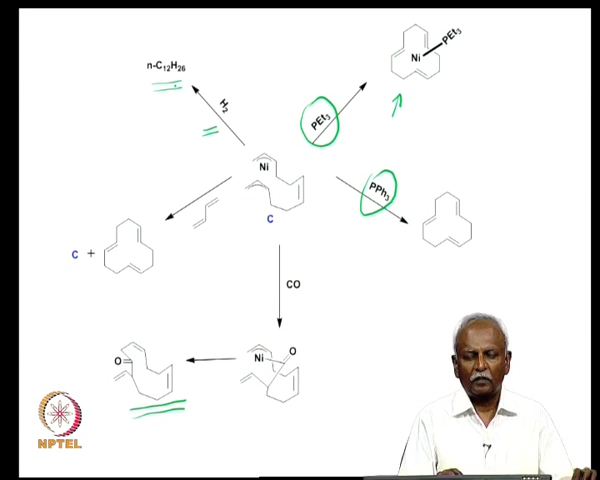 PEt3
Ni
n-C12H26
H2
PEt3
Ni
PPh3
C
C +
CO
O
Ni
O
NPTEL